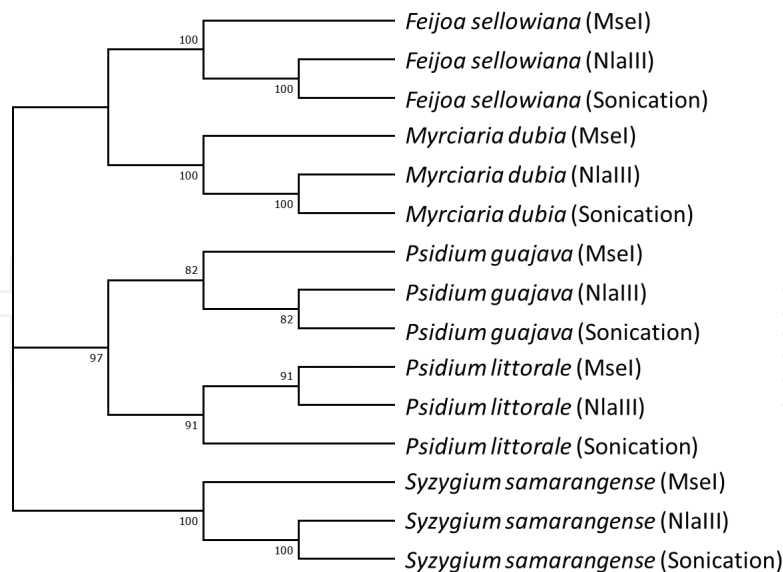 Feijoa sellowiana (MseI)
100
Feijoa sellowiana (NlaIII)
100
Feijoa sellowiana (Sonication)
Myrciaria dubia (MseI)
100
Myrciaria dubia (NlaIII)
100
Myrciaria dubia (Sonication)
Psidium guajava (MseI)
82
Psidium guajava (NlaIII)
82
Psidium guajava (Sonication)
97
Psidium littorale (MseI)
91
Psidium littorale (NlaIII)
91
Psidium littorale (Sonication)
Syzygium samarangense (MseI)
100
Syzygium samarangense (NlaIII)
100
Syzygium samarangense (Sonication)